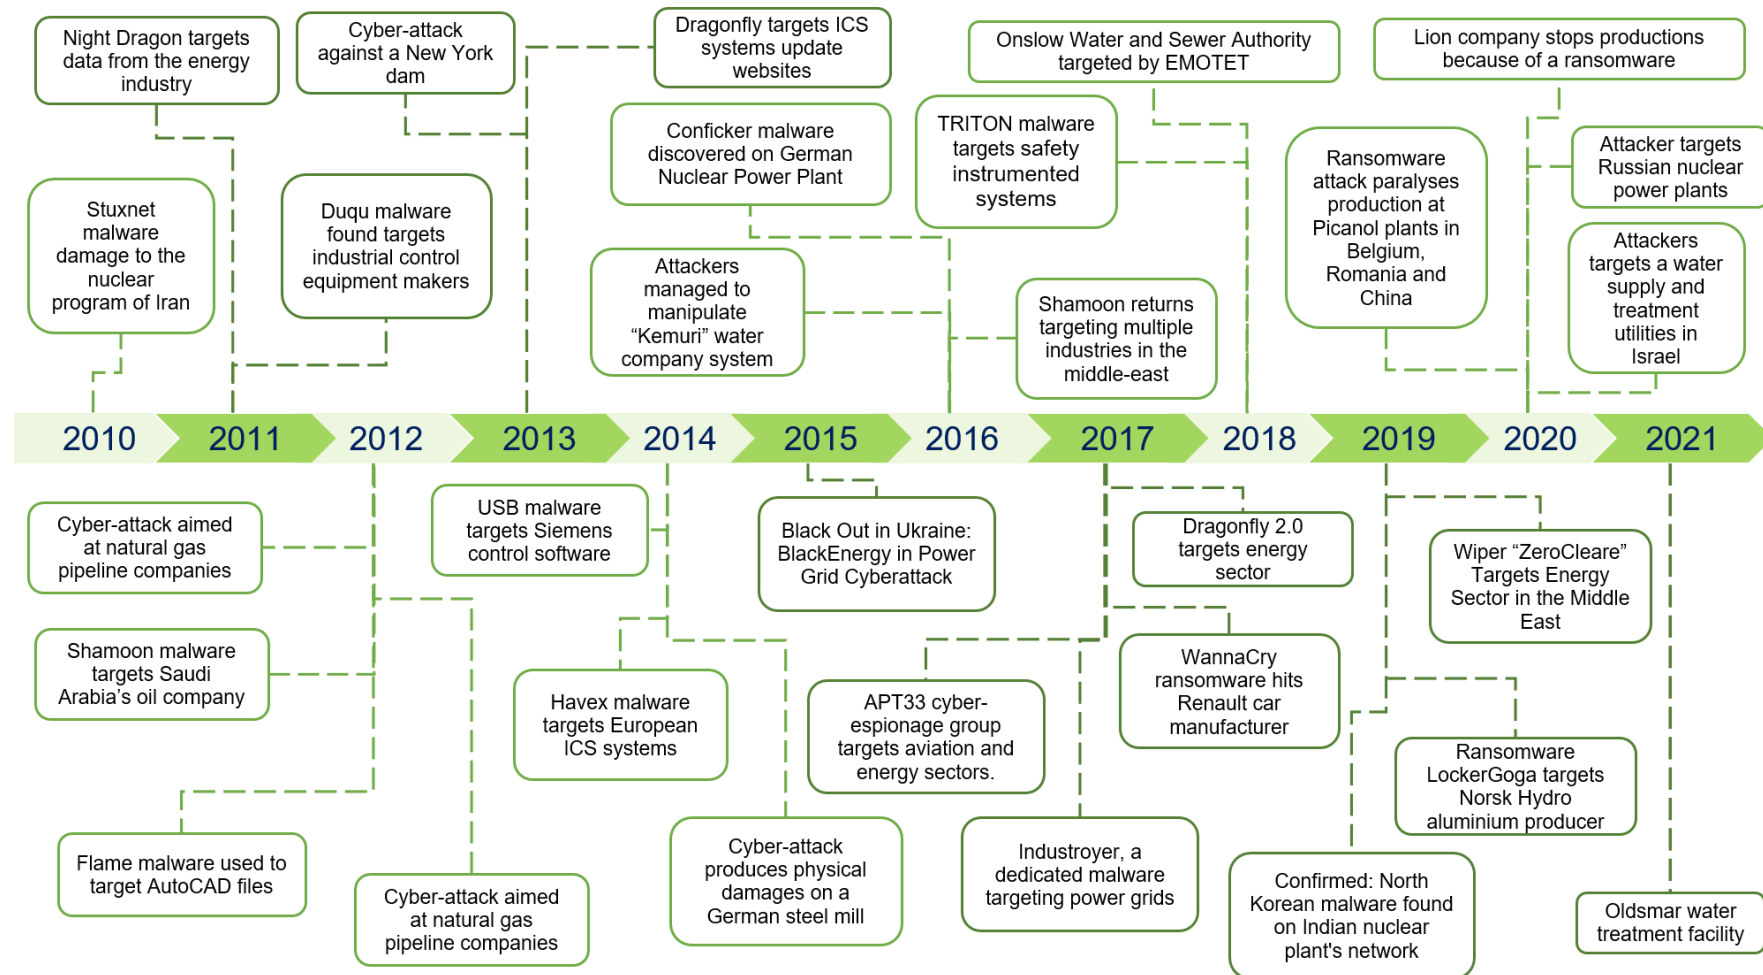 Night Dragon targets
data from the energy
industry
Cyber-attack
against a New York
dam
Dragonfly targets ICS
systems update
websites
Onslow Water and Sewer Authority
targeted by EMOTET
Lion company stops productions
because of a ransomware
Stuxnet
malware
damage to the
nuclear
program of Iran
Duqu malware
found targets
industrial control
equipment makers
Conficker malware
discovered on German
Nuclear Power Plant
TRITON malware
targets safety
instrumented
systems
Ransomware
attack paralyses
production at
Picanol plants in
Belgium,
Romania and
China
Attacker targets
Russian nuclear
power plants
Attackers
managed to
manipulate
“Kemuri” water
company system
Shamoon returns
targeting multiple
industries in the
middle-east
Attackers
targets a water
supply and
treatment
utilities in
Israel
2010
2011
2012
2013
2014
2015
2016
2017
2018
2019
2020
2021
Cyber-attack aimed
at natural gas
pipeline companies
USB malware
targets Siemens
control software
Black Out in Ukraine:
BlackEnergy in Power
Grid Cyberattack
Dragonfly 2.0
targets energy
sector
Wiper “ZeroCleare”
Targets Energy
Sector in the Middle
East
Shamoon malware
targets Saudi
Arabia’s oil company
Havex malware
targets European
ICS systems
APT33 cyber-
espionage group
targets aviation and
energy sectors.
WannaCry
ransomware hits
Renault car
manufacturer
Ransomware
LockerGoga targets
Norsk Hydro
aluminium producer
Flame malware used to
target AutoCAD files
Cyber-attack aimed
at natural gas
pipeline companies
Cyber-attack
produces physical
damages on a
German steel mill
Industroyer, a
dedicated malware
targeting power grids
Confirmed: North
Korean malware found
on Indian nuclear
plant's network
Oldsmar water
treatment facility